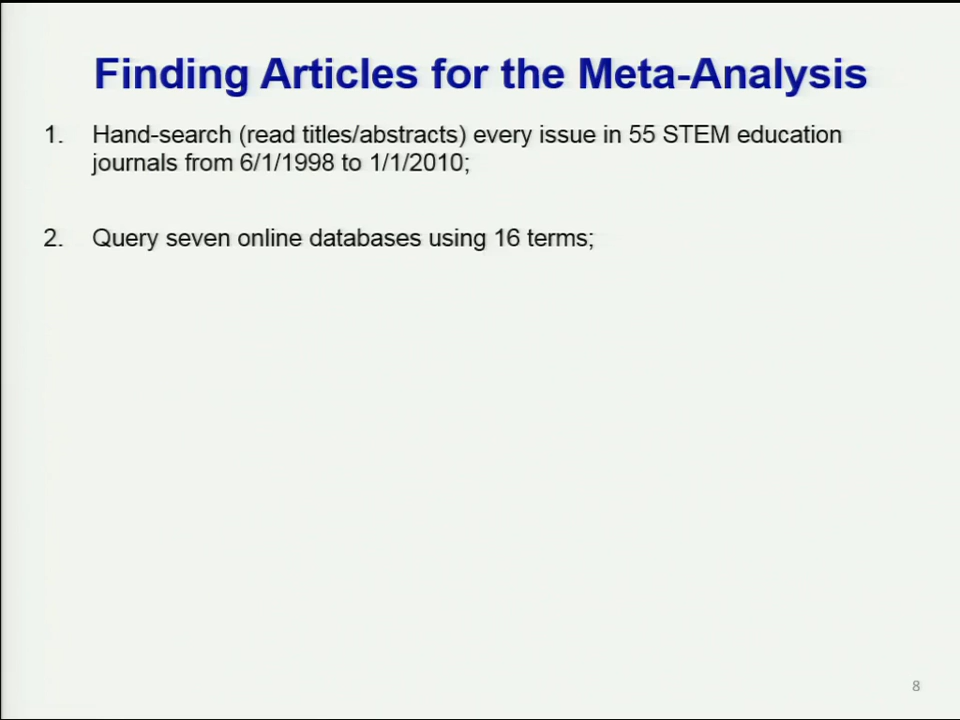 Finding Articles for the Meta-Analysis
1. Hand-search (read titles/abstracts) every issue in 55 STEM education
journals from 6/1/1998 to 1/1/2010;
2. Query seven online databases using 16 terms;
8